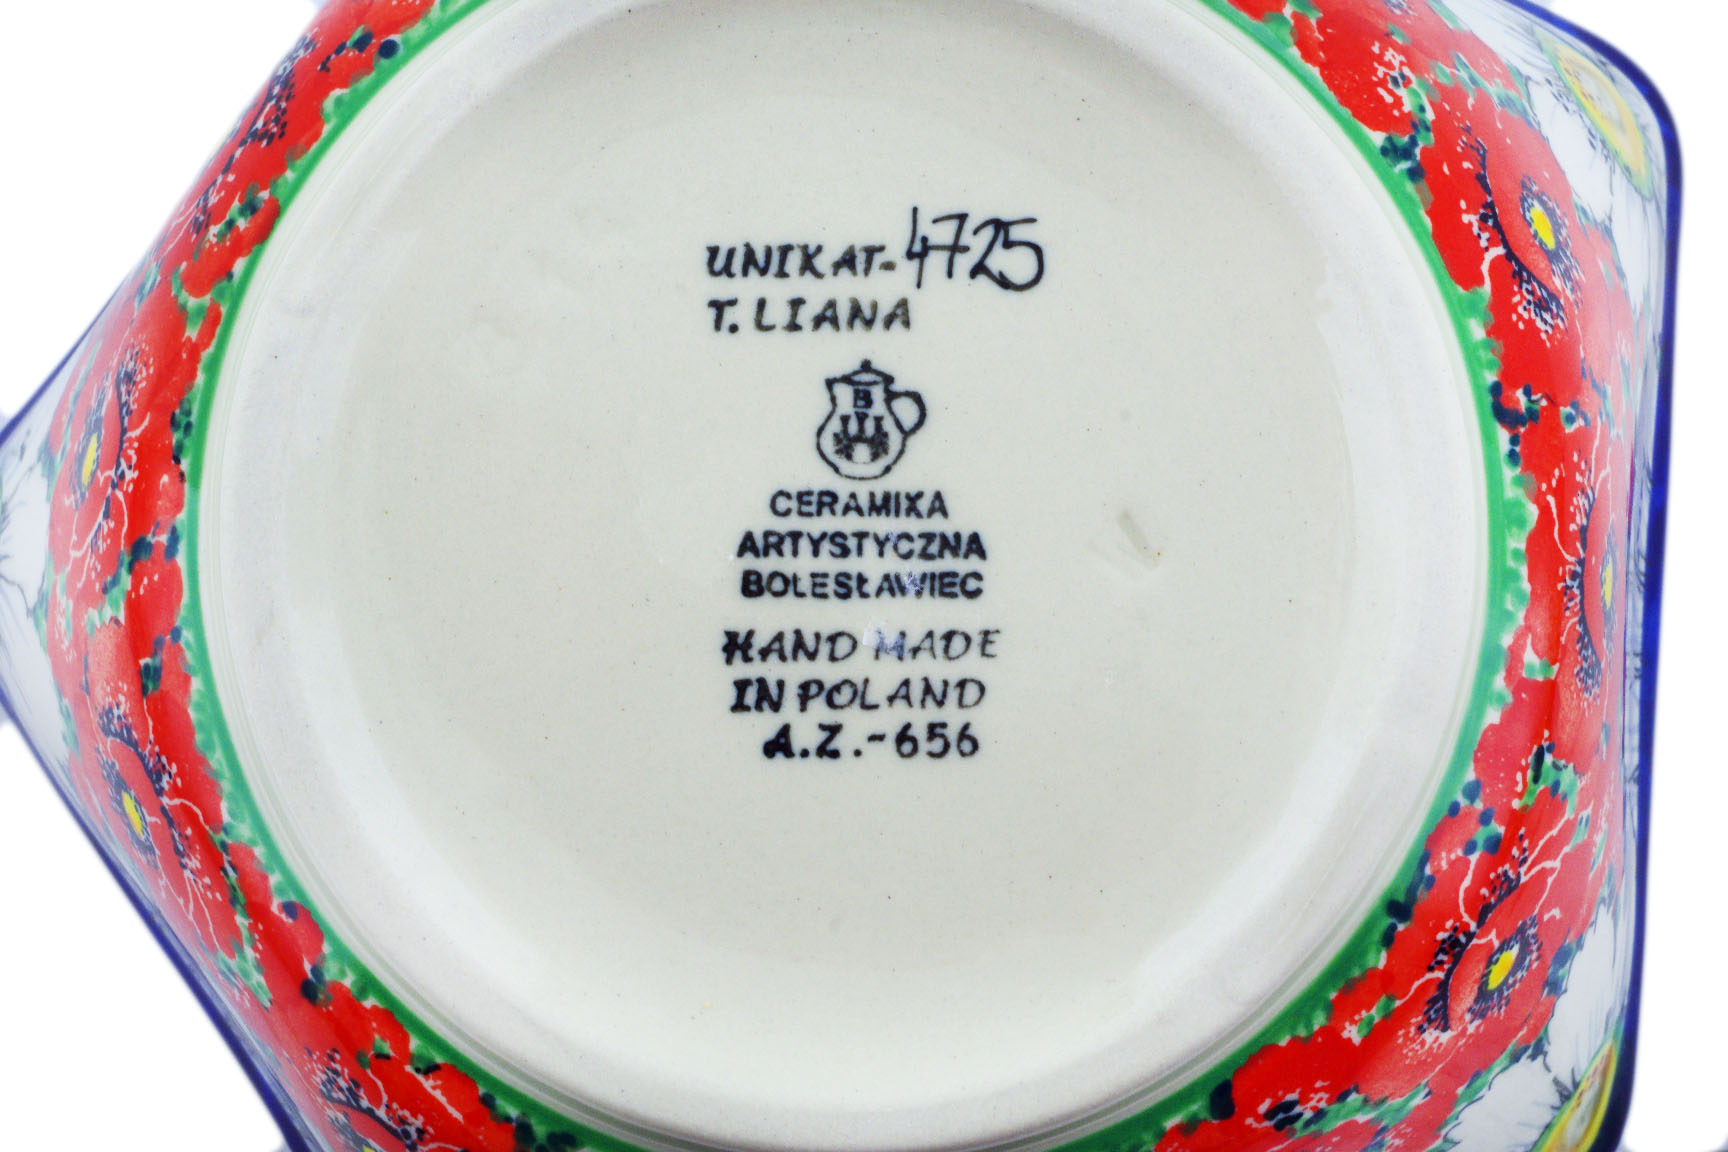 UNIKAT-4725
T. LIANA
B
CERAMIKA
ARTYSTYCZNA
BOLESŁAWIEC
HAND MADE
IN POLAND
A.Z.-656